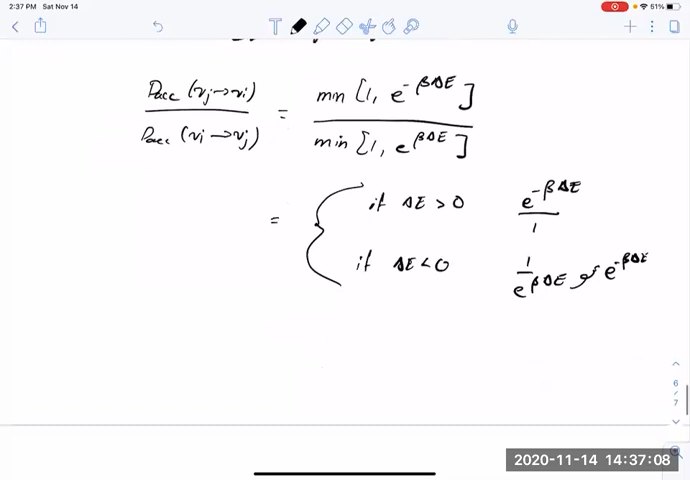 2:37 PM Sat Nov 14
51%
Pacc (νj→νi) / Pacc (νi→νj) = min [1, e^-βΔE] / min [1, e^βΔE]
= { if ΔE > 0 e^-βΔE / 1
if ΔE < 0 1 / e^βΔE or e^-βΔE
6
/
7
2020-11-14 14:37:08